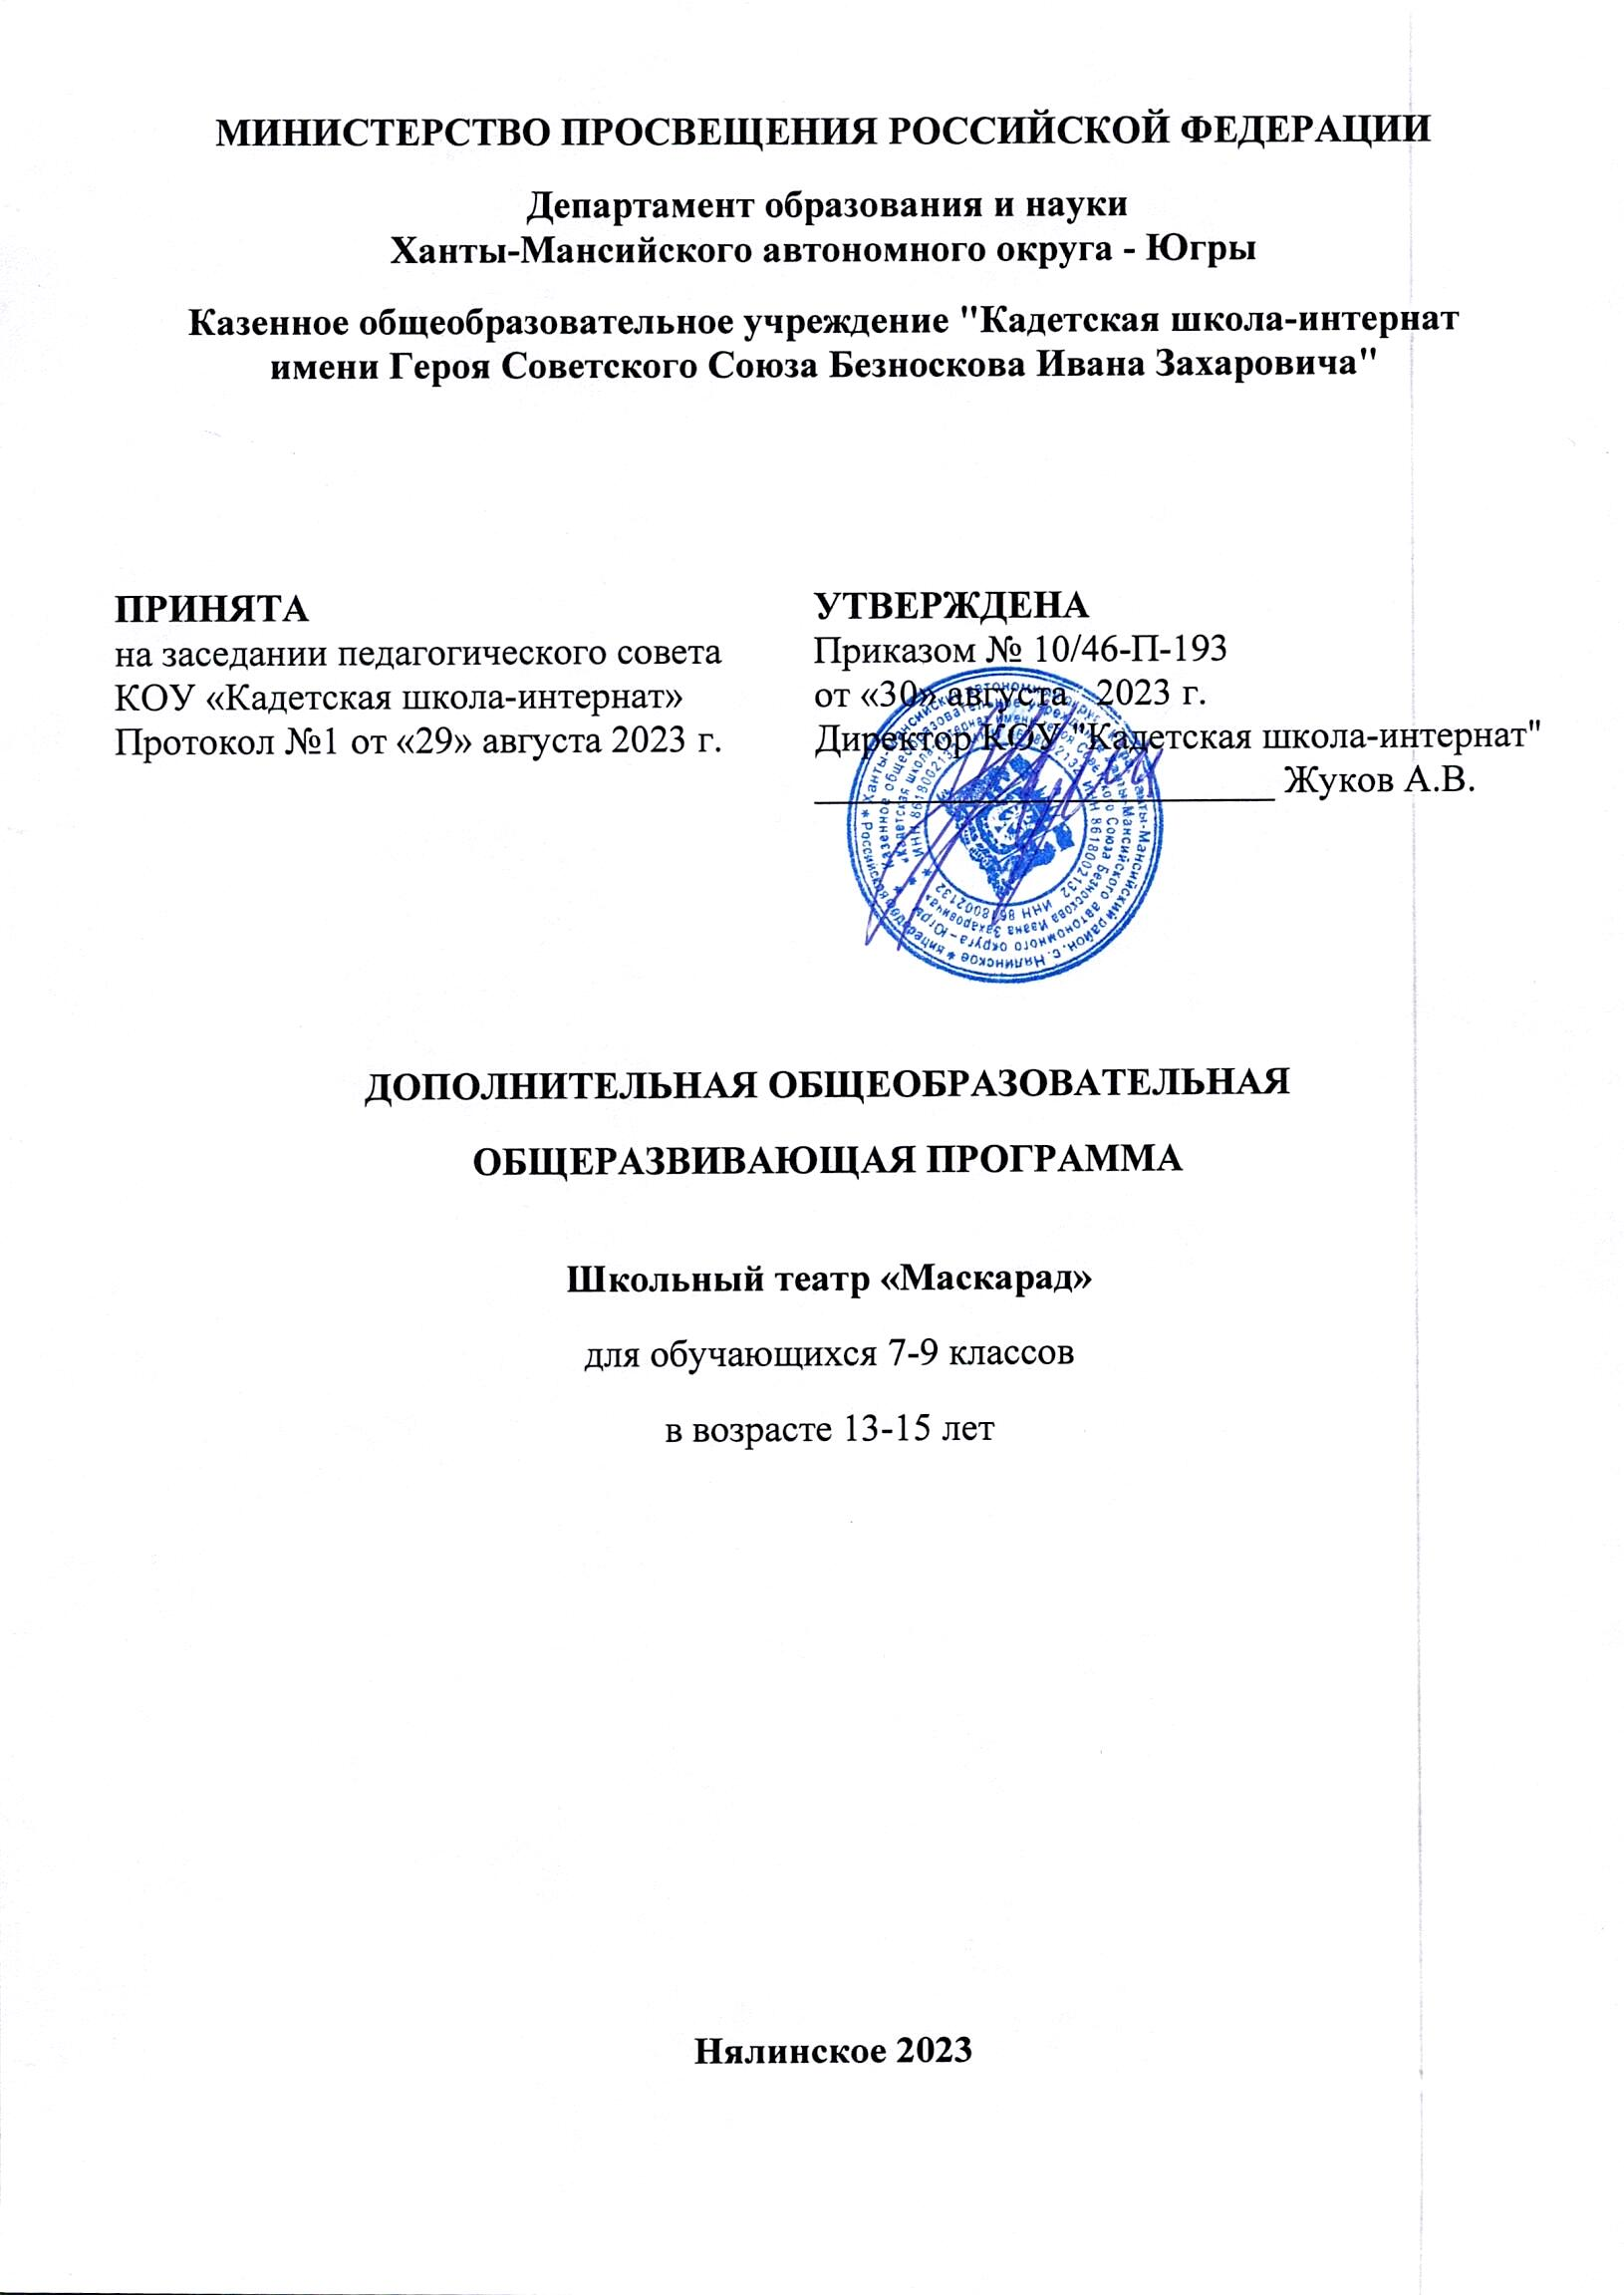 МИНИСТЕРСТВО ПРОСВЕЩЕНИЯ РОССИЙСКОЙ ФЕДЕРАЦИИ
Департамент образования и науки
Ханты-Мансийского автономного округа - Югры
Казенное общеобразовательное учреждение "Кадетская школа-интернат
имени Героя Советского Союза Безноскова Ивана Захаровича"
ПРИНЯТА
на заседании педагогического совета
КОУ «Кадетская школа-интернат»
Протокол №1 от «29» августа 2023 г.
УТВЕРЖДЕНА
Приказом № 10/46-П-193
от «30» августа 2023 г.
Директор КОУ "Кадетская школа-интернат"
Жуков А.В.
ДОПОЛНИТЕЛЬНАЯ ОБЩЕОБРАЗОВАТЕЛЬНАЯ
ОБЩЕРАЗВИВАЮЩАЯ ПРОГРАММА
Школьный театр «Маскарад»
для обучающихся 7-9 классов
в возрасте 13-15 лет
Нялинское 2023